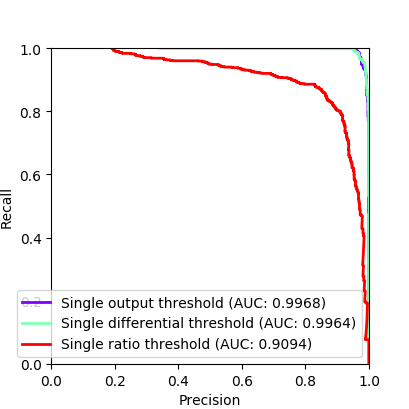 1.0
0.8
0.6
0.4
0.2
0.0
Recall
Single output threshold (AUC: 0.9968)
Single differential threshold (AUC: 0.9964)
Single ratio threshold (AUC: 0.9094)
0.0 0.2 0.4 0.6 0.8 1.0
Precision